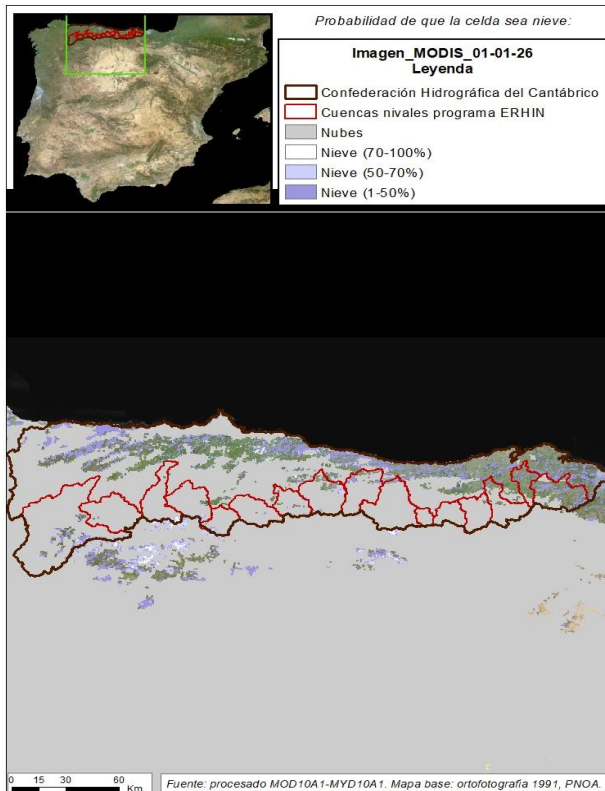 Probabilidad de que la celda sea nieve:
Imagen_MODIS_01-01-26
Leyenda
Confederación Hidrográfica del Cantábrico
Cuencas nivales programa ERHIN
Nubes
Nieve (70-100%)
Nieve (50-70%)
Nieve (1-50%)
0 15 30 60
Km
Fuente: procesado MOD10A1-MYD10A1. Mapa base: ortofotografia 1991, PNOA.